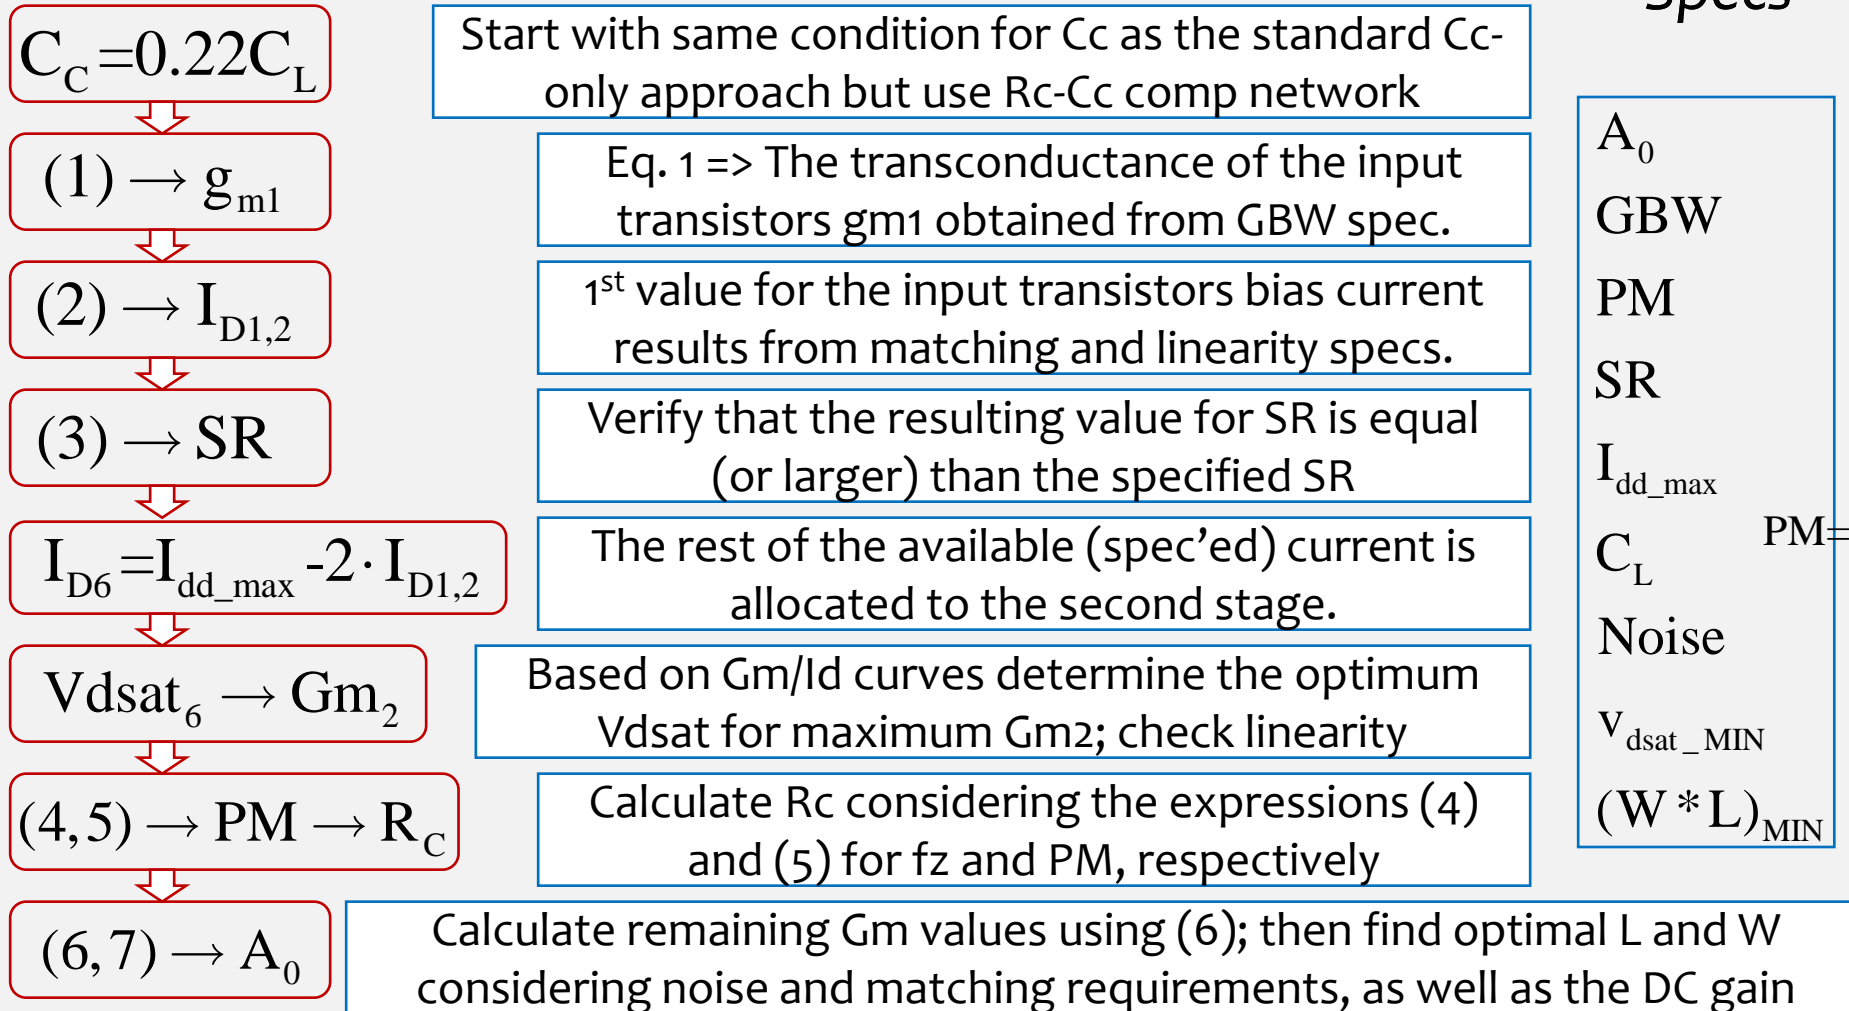 Specs
C_C=0.22C_L
Start with same condition for Cc as the standard Cc-
only approach but use Rc-Cc comp network
(1) → g_m1
Eq. 1 => The transconductance of the input
transistors gm1 obtained from GBW spec.
(2) → I_D1,2
1st value for the input transistors bias current
results from matching and linearity specs.
(3) → SR
Verify that the resulting value for SR is equal
(or larger) than the specified SR
I_D6=I_dd_max -2· I_D1,2
The rest of the available (spec’ed) current is
allocated to the second stage.
Vdsat_6 → Gm_2
Based on Gm/Id curves determine the optimum
Vdsat for maximum Gm2; check linearity
(4,5) → PM → R_C
Calculate Rc considering the expressions (4)
and (5) for fz and PM, respectively
(6,7) → A_0
Calculate remaining Gm values using (6); then find optimal L and W
considering noise and matching requirements, as well as the DC gain
A_0
GBW
PM
SR
I_dd_max
C_L
PM=
Noise
v_dsat_MIN
(W*L)_MIN